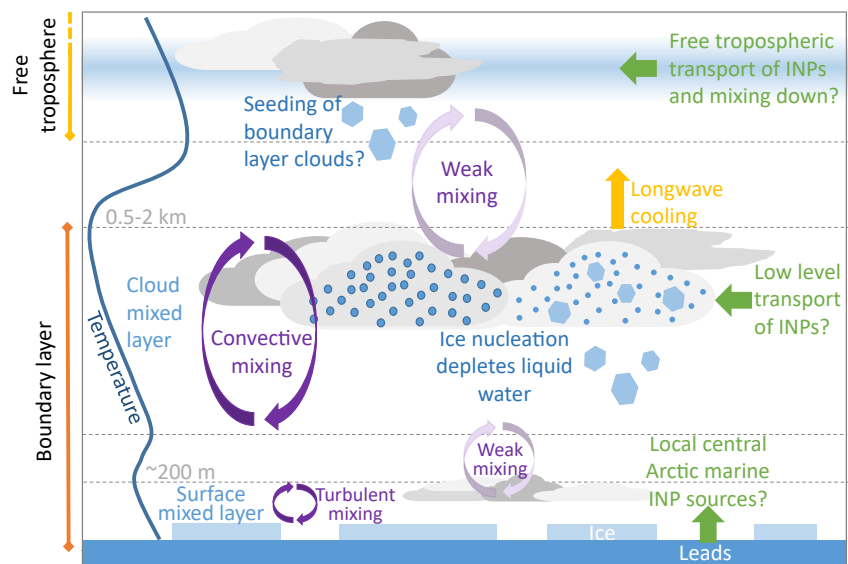 Free
troposphere
Free tropospheric
transport of INPs
and mixing down?
Seeding of
boundary
layer clouds?
Weak
mixing
Longwave
cooling
0.5-2 km
Boundary layer
Temperature
Cloud
mixed
layer
Convective
mixing
Low level
transport
of INPs?
Ice nucleation
depletes liquid
water
Weak
mixing
Local central
Arctic marine
INP sources?
~200 m
Surface
mixed layer
Turbulent
mixing
Ice
Leads